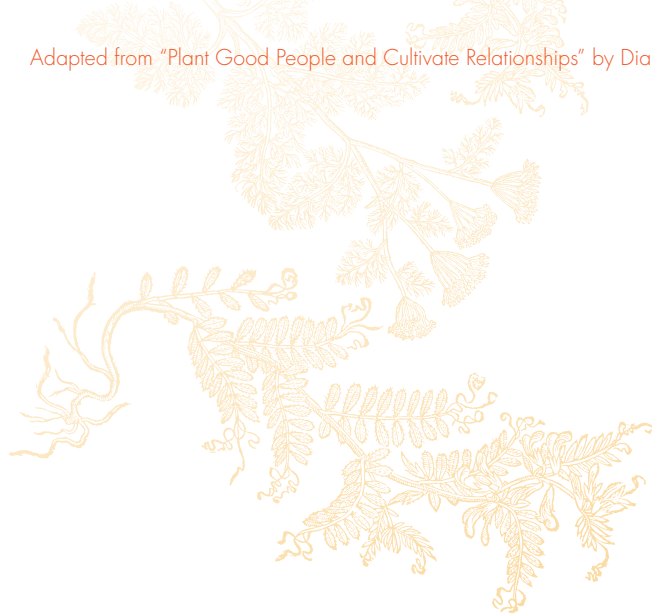 Adapted from “Plant Good People and Cultivate Relationships” by Dia